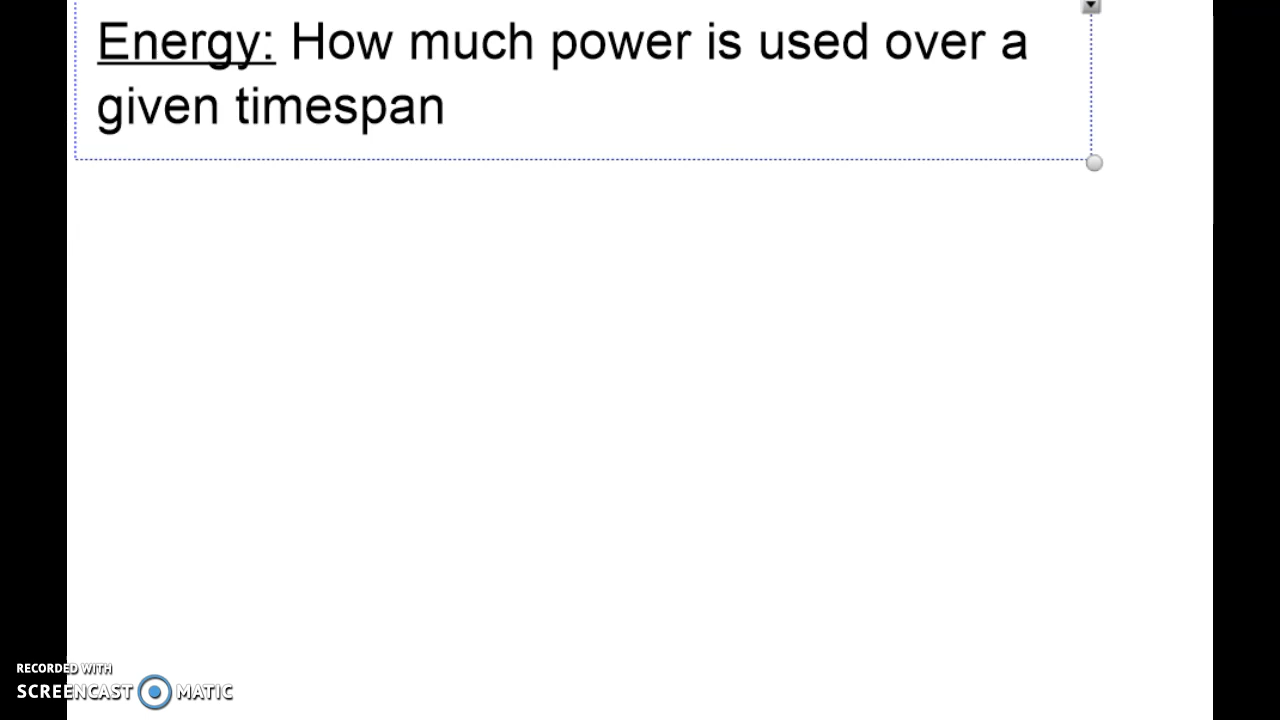 Energy: How much power is used over a
given timespan
RECORDED WITH
SCREENCAST MATIC